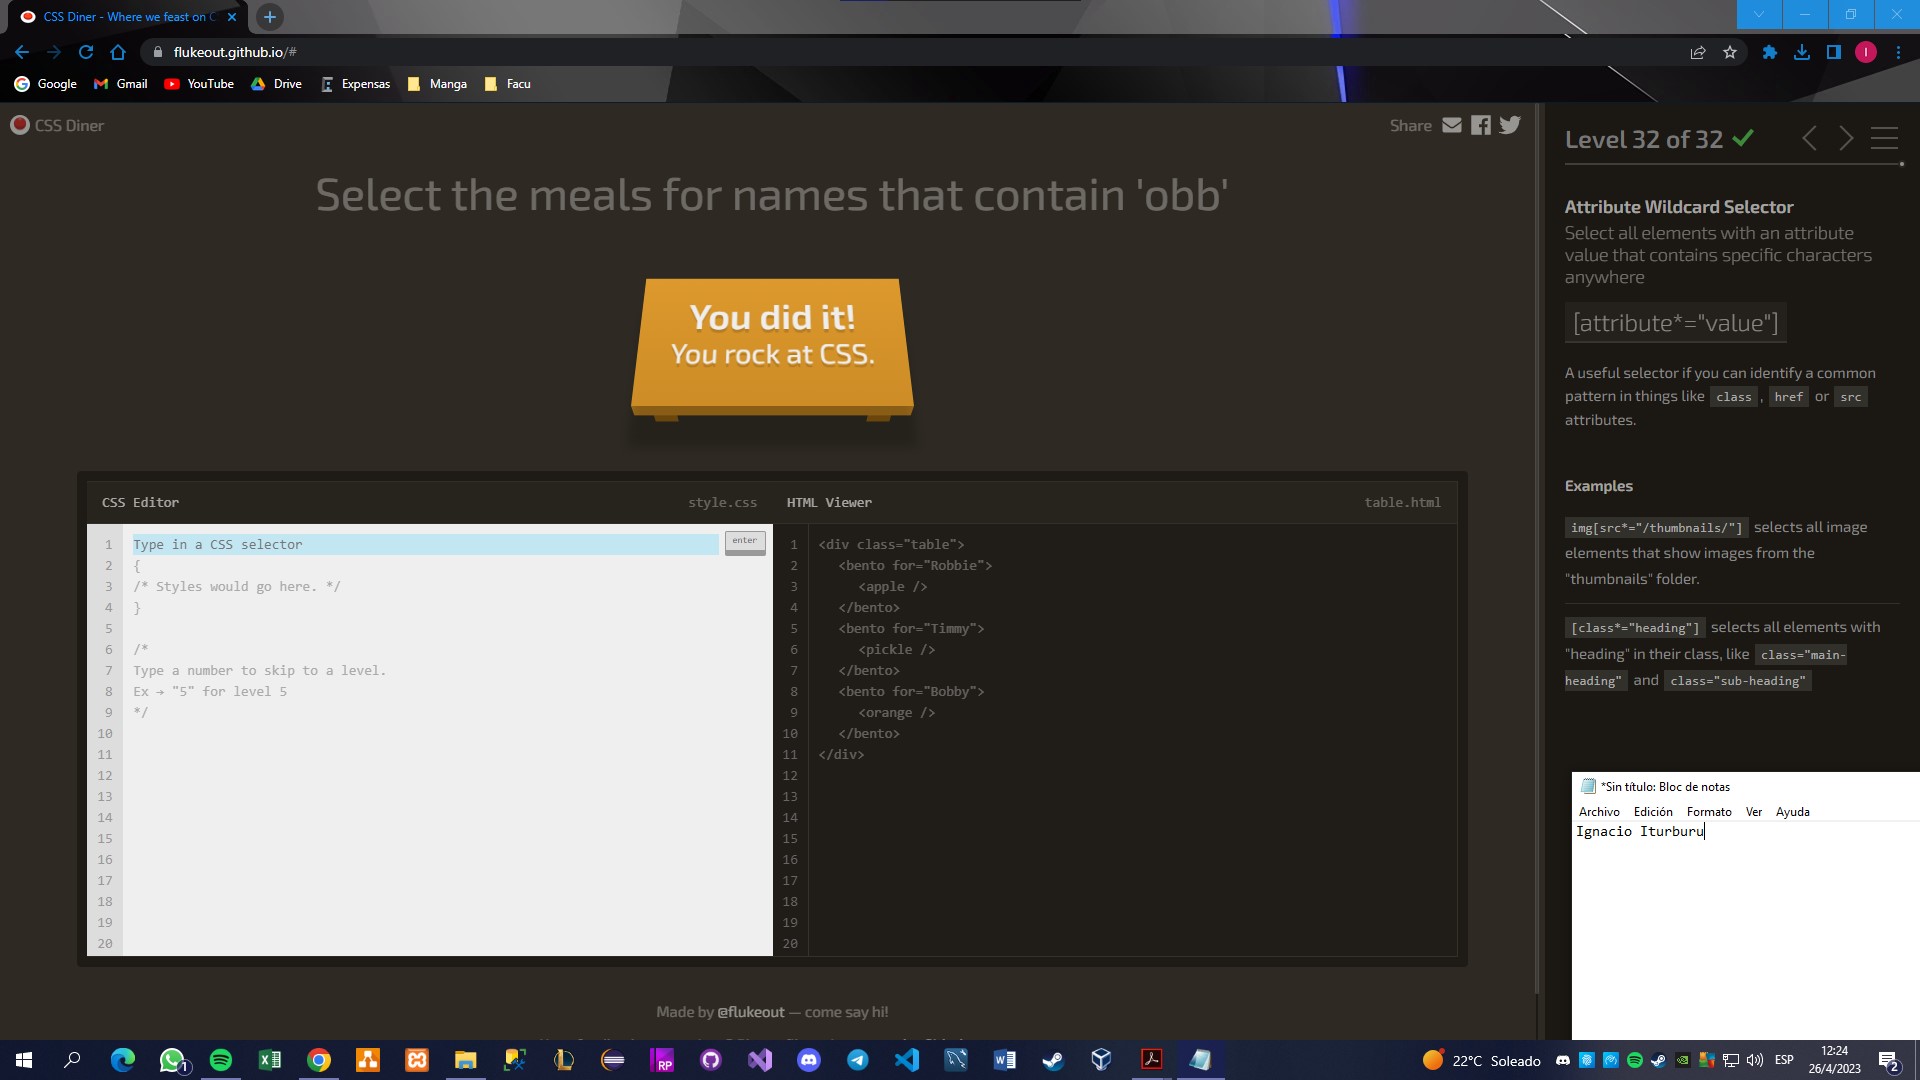 CSS Diner - Where we feast on C
flukeout.github.io/#
Google
Gmail
YouTube
Drive
Expensas
Manga
Facu
CSS Diner
Share
Select the meals for names that contain 'obb'
You did it!
You rock at CSS.
CSS Editor
style.css
HTML Viewer
table.html
1 Type in a CSS selector
enter
2 {
3 /* Styles would go here. */
4 }
5
6 /*
7 Type a number to skip to a level.
8 Ex → "5" for level 5
9 */
10
11
12
13
14
15
16
17
18
19
20
1 <div class="table">
2 <bento for="Robbie">
3 <apple />
4 </bento>
5 <bento for="Timmy">
6 <pickle />
7 </bento>
8 <bento for="Bobby">
9 <orange />
10 </bento>
11 </div>
12
13
14
15
16
17
18
19
20
Made by @flukeout — come say hi!
Level 32 of 32
Attribute Wildcard Selector
Select all elements with an attribute
value that contains specific characters
anywhere
[attribute*="value"]
A useful selector if you can identify a common
pattern in things like class , href or src
attributes.
Examples
img[src*="/thumbnails/"] selects all image
elements that show images from the
"thumbnails" folder.
[class*="heading"] selects all elements with
"heading" in their class, like class="main-
heading" and class="sub-heading"
*Sin título: Bloc de notas
Archivo Edición Formato Ver Ayuda
Ignacio Iturburu
22°C Soleado
ESP
12:24
26/4/2023
2
1
RP
I